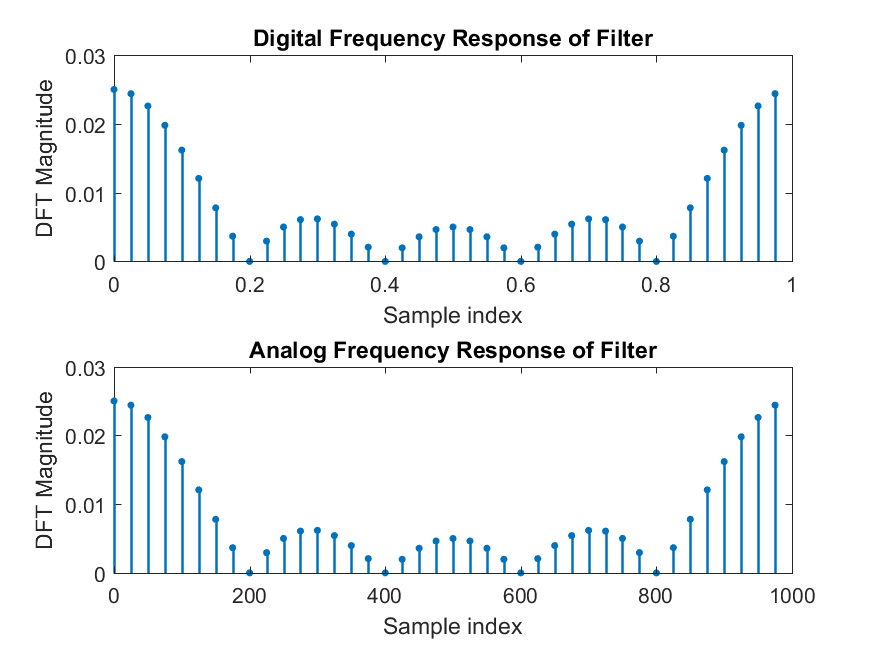 Digital Frequency Response of Filter
0.03
0.02
0.01
0
DFT Magnitude
0 0.2 0.4 0.6 0.8 1
Sample index
Analog Frequency Response of Filter
0.03
0.02
0.01
0
DFT Magnitude
0 200 400 600 800 1000
Sample index